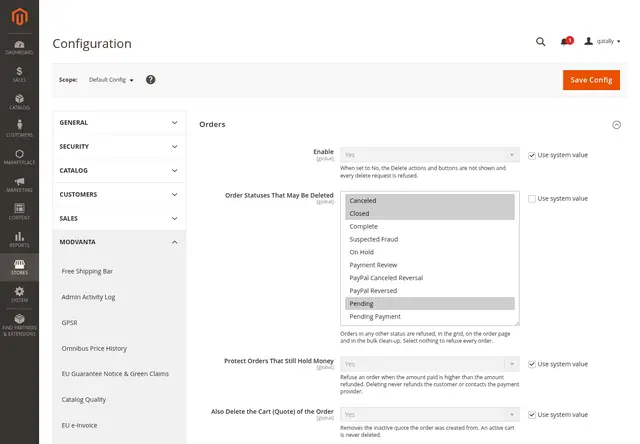 Configuration
1
qatally
Scope: Default Config ?
Save Config
DASHBOARD
$
SALES
CATALOG
CUSTOMERS
MARKETPLACE
MARKETING
CONTENT
REPORTS
STORES
SYSTEM
FIND PARTNERS
& EXTENSIONS
GENERAL
SECURITY
CATALOG
CUSTOMERS
SALES
MODVANTA
Free Shipping Bar
Admin Activity Log
GPSR
Omnibus Price History
EU Guarantee Notice & Green Claims
Catalog Quality
EU e-Invoice
Orders
Enable
[global]
Yes
Use system value
When set to No, the Delete actions and buttons are not shown and
every delete request is refused.
Order Statuses That May Be Deleted
[global]
Canceled
Closed
Complete
Suspected Fraud
On Hold
Payment Review
PayPal Canceled Reversal
PayPal Reversed
Pending
Pending Payment
Use system value
Orders in any other status are refused, in the grid, on the order page
and in the bulk clean-up. Select nothing to refuse every order.
Protect Orders That Still Hold Money
[global]
Yes
Use system value
Refuse an order when the amount paid is higher than the amount
refunded. Deleting never refunds the customer or contacts the payment
provider.
Also Delete the Cart (Quote) of the Order
[global]
Yes
Use system value
Removes the inactive quote the order was created from. An active cart
is never deleted.